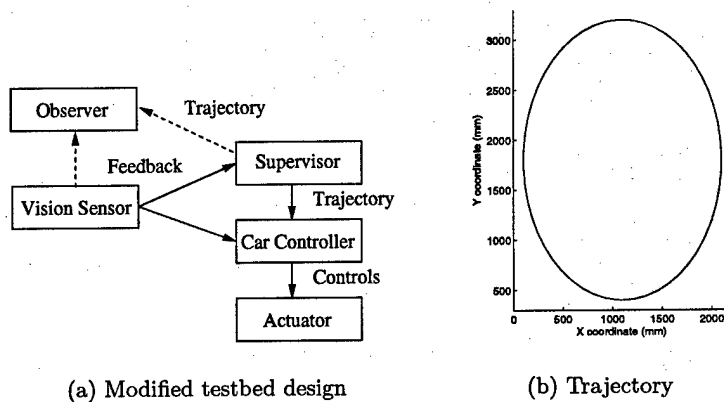 Observer
Trajectory
Feedback
Supervisor
Vision Sensor
Trajectory
Car Controller
Controls
Actuator
(a) Modified testbed design
Y coordinate (mm)
3000
2500
2000
1500
1000
500
0
500
1000
1500
2000
X coordinate (mm)
(b) Trajectory